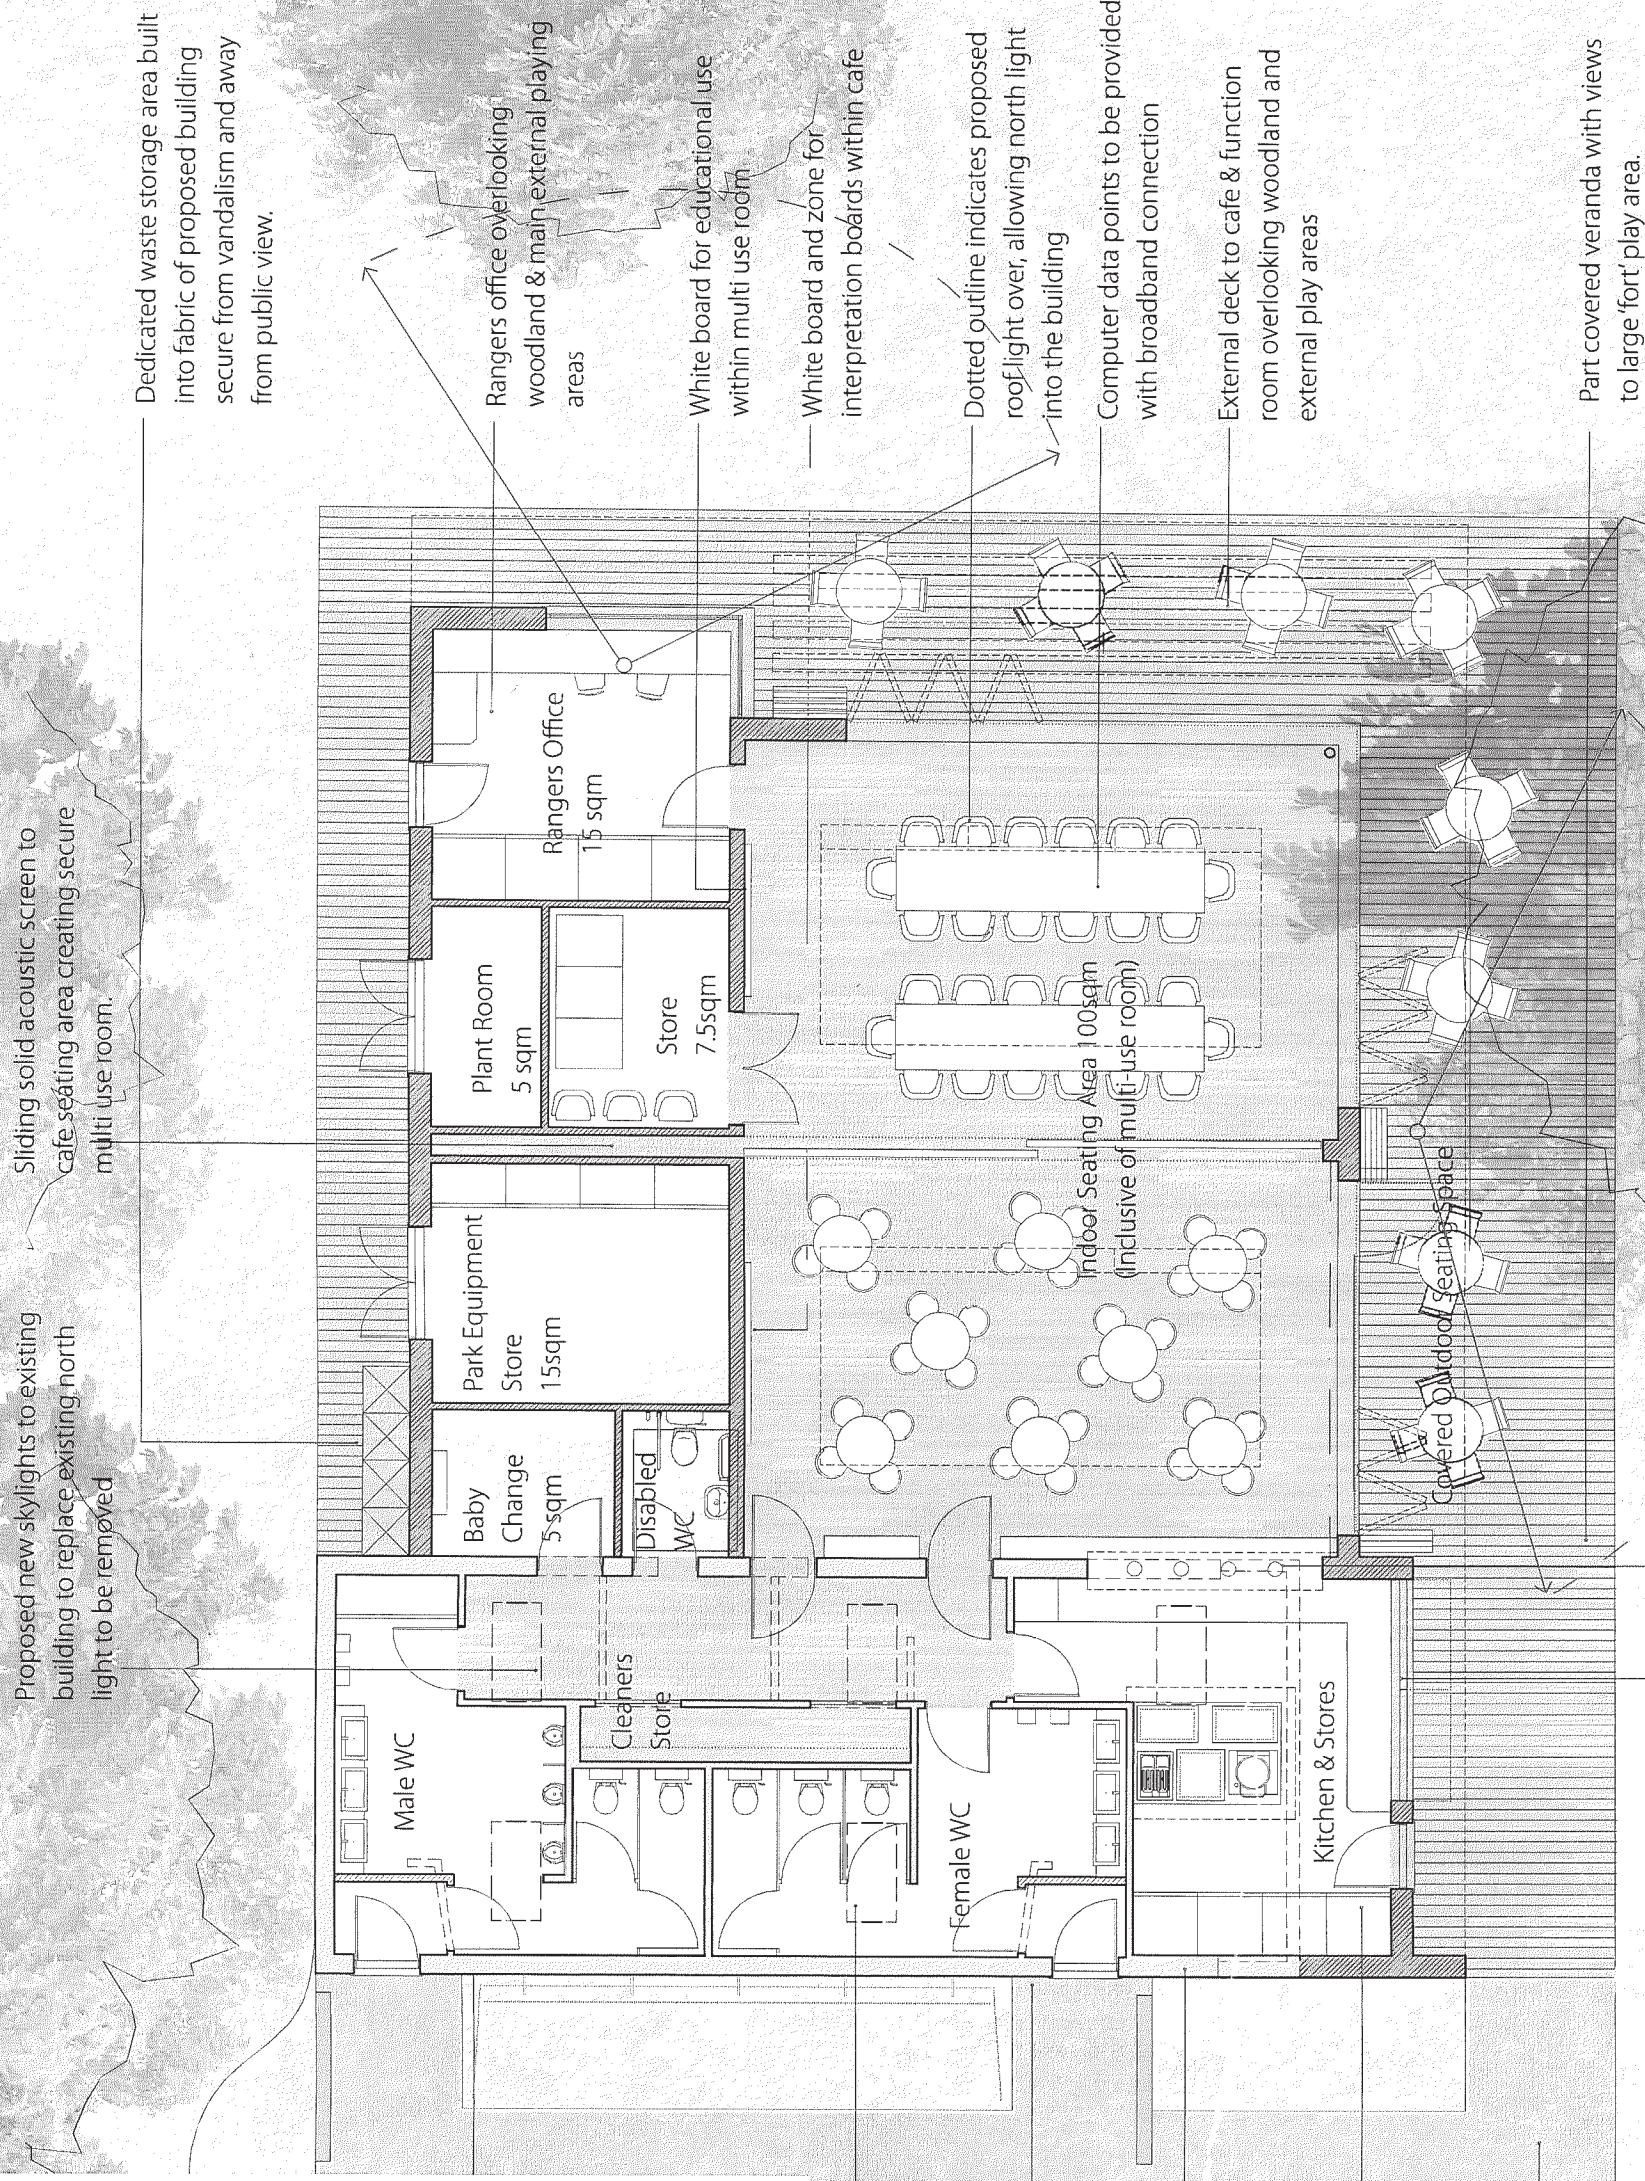 Proposed new skylights to existing
building to replace existing north
light to be removed
Sliding solid acoustic screen to
cafe seating area creating secure
multi use room.
Dedicated waste storage area built
into fabric of proposed building
secure from vandalism and away
from public view.
Rangers office overlooking
woodland & main external playing
areas
White board for educational use
within multi use room
White board and zone for
interpretation boards within cafe
Dotted outline indicates proposed
roof light over, allowing north light
into the building
Computer data points to be provided
with broadband connection
External deck to cafe & function
room overlooking woodland and
external play areas
Part covered veranda with views
to large 'fort' play area.
Male WC
Cleaners
Store
Female WC
Kitchen & Stores
Baby
Change
5 sqm
Disabled
WC
Park Equipment
Store
15sqm
Plant Room
5 sqm
Store
7.5sqm
Rangers Office
15 sqm
Indoor Seating Area 100sqm
(Inclusive of multi-use room)
Covered Outdoor Seating Space